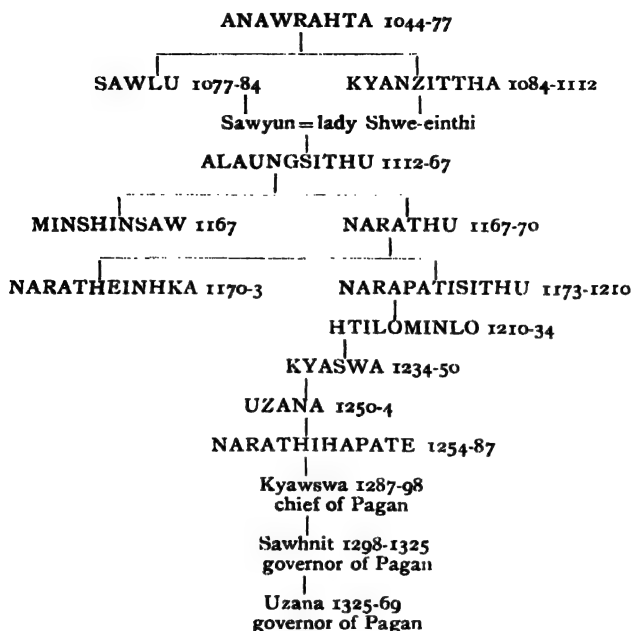 ANAWRAHTA 1044-77
SAWLU 1077-84 KYANZITTHA 1084-1112
Sawyun=lady Shwe-einthi
ALAUNGSITHU 1112-67
MINSHINSAW 1167 NARATHU 1167-70
NARATHEINHKA 1170-3 NARAPATISITHU 1173-1210
HTILOMINLO 1210-34
KYASWA 1234-50
UZANA 1250-4
NARATHIHAPATE 1254-87
Kyawswa 1287-98
chief of Pagan
Sawhnit 1298-1325
governor of Pagan
Uzana 1325-69
governor of Pagan